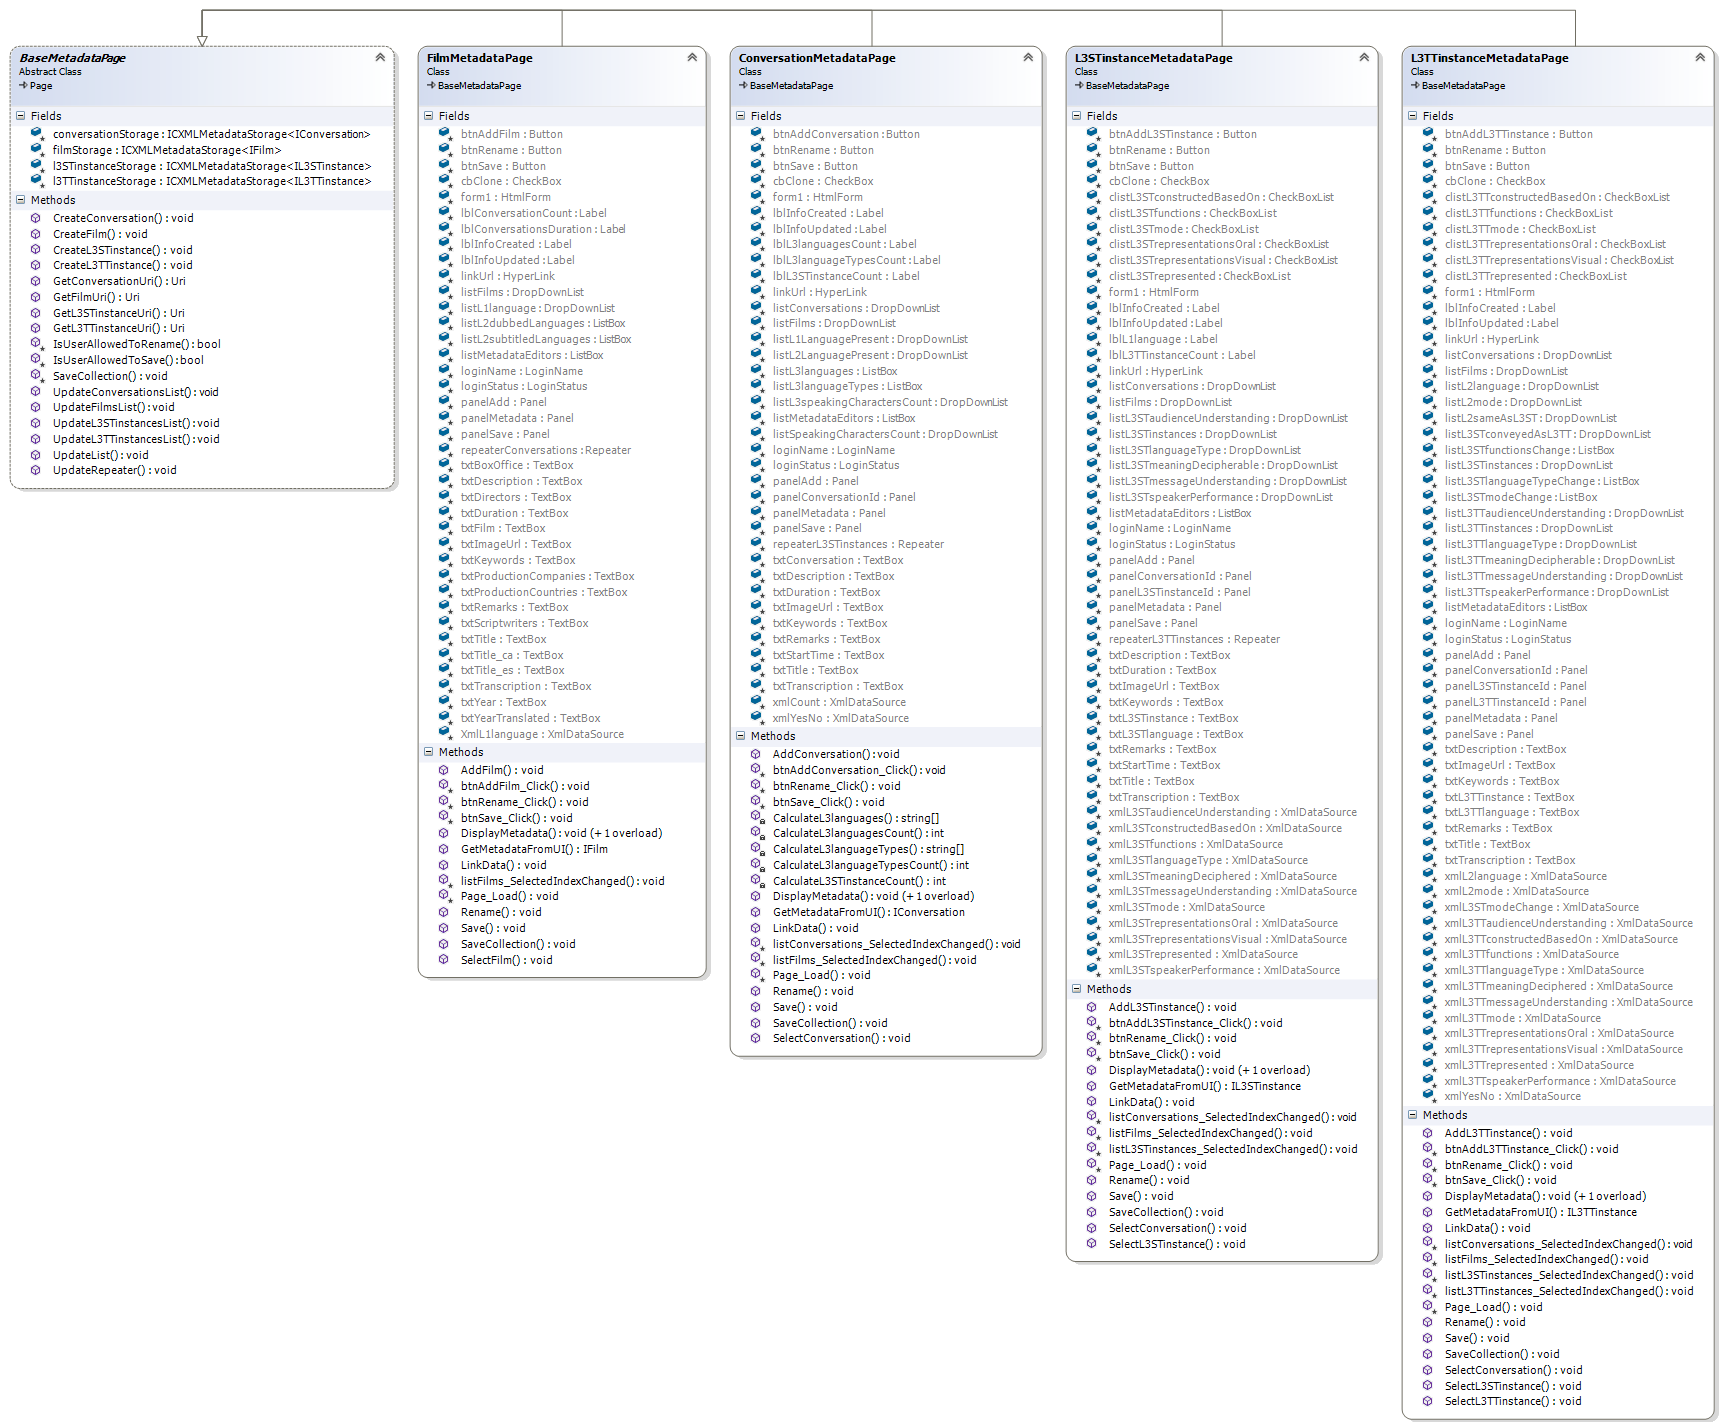 BaseMetadataPage
Abstract Class
Page
Fields
conversationStorage : ICXMLMetadataStorage<IConversation>
filmStorage : ICXMLMetadataStorage<IFilm>
l3STinstanceStorage : ICXMLMetadataStorage<IL3STinstance>
l3TTinstanceStorage : ICXMLMetadataStorage<IL3TTinstance>
Methods
CreateConversation() : void
CreateFilm() : void
CreateL3STinstance() : void
CreateL3TTinstance() : void
GetConversationUri() : Uri
GetFilmUri() : Uri
GetL3STinstanceUri() : Uri
GetL3TTinstanceUri() : Uri
IsUserAllowedToRename() : bool
IsUserAllowedToSave() : bool
SaveCollection() : void
UpdateConversationsList() : void
UpdateFilmsList() : void
UpdateL3STinstancesList() : void
UpdateL3TTinstancesList() : void
UpdateList() : void
UpdateRepeater() : void
FilmMetadataPage
Class
BaseMetadataPage
Fields
btnAddFilm : Button
btnRename : Button
btnSave : Button
cbClone : CheckBox
form1 : HtmlForm
lblConversationCount : Label
lblConversationsDuration : Label
lblInfoCreated : Label
lblInfoUpdated : Label
linkUrl : HyperLink
listFilms : DropDownList
listL1language : DropDownList
listL2dubbedLanguages : ListBox
listL2subtitledLanguages : ListBox
listMetadataEditors : ListBox
loginName : LoginName
loginStatus : LoginStatus
panelAdd : Panel
panelMetadata : Panel
panelSave : Panel
repeaterConversations : Repeater
txtBoxOffice : TextBox
txtDescription : TextBox
txtDirectors : TextBox
txtDuration : TextBox
txtFilm : TextBox
txtImageUrl : TextBox
txtKeywords : TextBox
txtProductionCompanies : TextBox
txtProductionCountries : TextBox
txtRemarks : TextBox
txtScriptwriters : TextBox
txtTitle : TextBox
txtTitle_ca : TextBox
txtTitle_es : TextBox
txtTranscription : TextBox
txtYear : TextBox
txtYearTranslated : TextBox
XmlL1language : XmlDataSource
Methods
AddFilm() : void
btnAddFilm_Click() : void
btnRename_Click() : void
btnSave_Click() : void
DisplayMetadata() : void (+ 1 overload)
GetMetadataFromUI() : IFilm
LinkData() : void
listFilms_SelectedIndexChanged() : void
Page_Load() : void
Rename() : void
Save() : void
SaveCollection() : void
SelectFilm() : void
ConversationMetadataPage
Class
BaseMetadataPage
Fields
btnAddConversation : Button
btnRename : Button
btnSave : Button
cbClone : CheckBox
form1 : HtmlForm
lblInfoCreated : Label
lblInfoUpdated : Label
lblL3languagesCount : Label
lblL3languageTypesCount : Label
lblL3STinstanceCount : Label
linkUrl : HyperLink
listConversations : DropDownList
listFilms : DropDownList
listL1LanguagePresent : DropDownList
listL2LanguagePresent : DropDownList
listL3languages : ListBox
listL3languageTypes : ListBox
listL3speakingCharactersCount : DropDownList
listMetadataEditors : ListBox
listSpeakingCharactersCount : DropDownList
loginName : LoginName
loginStatus : LoginStatus
panelAdd : Panel
panelConversationId : Panel
panelMetadata : Panel
panelSave : Panel
repeaterL3STinstances : Repeater
txtConversation : TextBox
txtDescription : TextBox
txtDuration : TextBox
txtImageUrl : TextBox
txtKeywords : TextBox
txtRemarks : TextBox
txtStartTime : TextBox
txtTitle : TextBox
txtTranscription : TextBox
xmlCount : XmlDataSource
xmlYesNo : XmlDataSource
Methods
AddConversation() : void
btnAddConversation_Click() : void
btnRename_Click() : void
btnSave_Click() : void
CalculateL3languages() : string[]
CalculateL3languagesCount() : int
CalculateL3languageTypes() : string[]
CalculateL3languageTypesCount() : int
CalculateL3STinstanceCount() : int
DisplayMetadata() : void (+ 1 overload)
GetMetadataFromUI() : IConversation
LinkData() : void
listConversations_SelectedIndexChanged() : void
listFilms_SelectedIndexChanged() : void
Page_Load() : void
Rename() : void
Save() : void
SaveCollection() : void
SelectConversation() : void
L3STinstanceMetadataPage
Class
BaseMetadataPage
Fields
btnAddL3STinstance : Button
btnRename : Button
btnSave : Button
cbClone : CheckBox
clistL3STconstructedBasedOn : CheckBoxList
clistL3STfunctions : CheckBoxList
clistL3STmode : CheckBoxList
clistL3STrepresentationsOral : CheckBoxList
clistL3STrepresentationsVisual : CheckBoxList
clistL3STrepresented : CheckBoxList
form1 : HtmlForm
lblInfoCreated : Label
lblInfoUpdated : Label
lblL1language : Label
lblL3TTinstanceCount : Label
linkUrl : HyperLink
listConversations : DropDownList
listFilms : DropDownList
listL3STaudienceUnderstanding : DropDownList
listL3STinstances : DropDownList
listL3STlanguageType : DropDownList
listL3STmeaningDecipherable : DropDownList
listL3STmessageUnderstanding : DropDownList
listL3STspeakerPerformance : DropDownList
listMetadataEditors : ListBox
loginName : LoginName
loginStatus : LoginStatus
panelAdd : Panel
panelConversationId : Panel
panelL3STinstanceId : Panel
panelMetadata : Panel
panelSave : Panel
repeaterL3TTinstances : Repeater
txtDescription : TextBox
txtDuration : TextBox
txtImageUrl : TextBox
txtKeywords : TextBox
txtL3STinstance : TextBox
txtL3STlanguage : TextBox
txtRemarks : TextBox
txtStartTime : TextBox
txtTitle : TextBox
txtTranscription : TextBox
xmlL3STaudienceUnderstanding : XmlDataSource
xmlL3STconstructedBasedOn : XmlDataSource
xmlL3STfunctions : XmlDataSource
xmlL3STlanguageType : XmlDataSource
xmlL3STmeaningDeciphered : XmlDataSource
xmlL3STmessageUnderstanding : XmlDataSource
xmlL3STmode : XmlDataSource
xmlL3STrepresentationsOral : XmlDataSource
xmlL3STrepresentationsVisual : XmlDataSource
xmlL3STrepresented : XmlDataSource
xmlL3STspeakerPerformance : XmlDataSource
Methods
AddL3STinstance() : void
btnAddL3STinstance_Click() : void
btnRename_Click() : void
btnSave_Click() : void
DisplayMetadata() : void (+ 1 overload)
GetMetadataFromUI() : IL3STinstance
LinkData() : void
listConversations_SelectedIndexChanged() : void
listFilms_SelectedIndexChanged() : void
listL3STinstances_SelectedIndexChanged() : void
Page_Load() : void
Rename() : void
Save() : void
SaveCollection() : void
SelectConversation() : void
SelectL3STinstance() : void
L3TTinstanceMetadataPage
Class
BaseMetadataPage
Fields
btnAddL3TTinstance : Button
btnRename : Button
btnSave : Button
cbClone : CheckBox
clistL3TTconstructedBasedOn : CheckBoxList
clistL3TTfunctions : CheckBoxList
clistL3TTmode : CheckBoxList
clistL3TTrepresentationsOral : CheckBoxList
clistL3TTrepresentationsVisual : CheckBoxList
clistL3TTrepresented : CheckBoxList
form1 : HtmlForm
lblInfoCreated : Label
lblInfoUpdated : Label
linkUrl : HyperLink
listConversations : DropDownList
listFilms : DropDownList
listL2language : DropDownList
listL2mode : DropDownList
listL2sameAsL3ST : DropDownList
listL3STconveyedAsL3TT : DropDownList
listL3STfunctionsChange : ListBox
listL3STinstances : DropDownList
listL3STlanguageTypeChange : ListBox
listL3STmodeChange : ListBox
listL3TTaudienceUnderstanding : DropDownList
listL3TTinstances : DropDownList
listL3TTlanguageType : DropDownList
listL3TTmeaningDecipherable : DropDownList
listL3TTmessageUnderstanding : DropDownList
listL3TTspeakerPerformance : DropDownList
listMetadataEditors : ListBox
loginName : LoginName
loginStatus : LoginStatus
panelAdd : Panel
panelConversationId : Panel
panelL3STinstanceId : Panel
panelL3TTinstanceId : Panel
panelMetadata : Panel
panelSave : Panel
txtDescription : TextBox
txtImageUrl : TextBox
txtKeywords : TextBox
txtL3TTinstance : TextBox
txtL3TTlanguage : TextBox
txtRemarks : TextBox
txtTitle : TextBox
txtTranscription : TextBox
xmlL2language : XmlDataSource
xmlL2mode : XmlDataSource
xmlL3STmodeChange : XmlDataSource
xmlL3TTaudienceUnderstanding : XmlDataSource
xmlL3TTconstructedBasedOn : XmlDataSource
xmlL3TTfunctions : XmlDataSource
xmlL3TTlanguageType : XmlDataSource
xmlL3TTmeaningDeciphered : XmlDataSource
xmlL3TTmessageUnderstanding : XmlDataSource
xmlL3TTmode : XmlDataSource
xmlL3TTrepresentationsOral : XmlDataSource
xmlL3TTrepresentationsVisual : XmlDataSource
xmlL3TTrepresented : XmlDataSource
xmlL3TTspeakerPerformance : XmlDataSource
xmlYesNo : XmlDataSource
Methods
AddL3TTinstance() : void
btnAddL3TTinstance_Click() : void
btnRename_Click() : void
btnSave_Click() : void
DisplayMetadata() : void (+ 1 overload)
GetMetadataFromUI() : IL3TTinstance
LinkData() : void
listConversations_SelectedIndexChanged() : void
listFilms_SelectedIndexChanged() : void
listL3STinstances_SelectedIndexChanged() : void
listL3TTinstances_SelectedIndexChanged() : void
Page_Load() : void
Rename() : void
Save() : void
SaveCollection() : void
SelectConversation() : void
SelectL3STinstance() : void
SelectL3TTinstance() : void